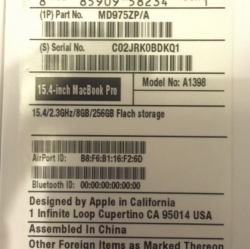 8 85909 58234 1
(1P) Part No. MD975ZP/A
(S) Serial No. C02JRK0BDKQ1
15.4-inch MacBook Pro Model No: A1398
15.4/2.3GHz/8GB/256GB Flach storage
AirPort ID: B8:F6:B1:16:F2:6D
Bluetooth ID: 00:00:00:00:00:00
Designed by Apple in California
1 Infinite Loop Cupertino CA 95014 USA
Assembled In China
Other Foreign Items as Marked Thereon